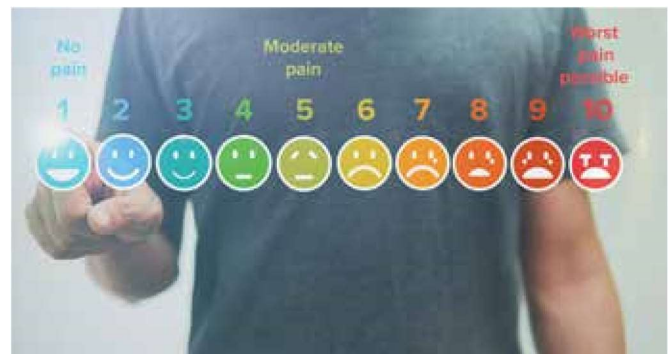 No
pain
Moderate
pain
Worst
pain
possible
1 2 3 4 5 6 7 8 9 10